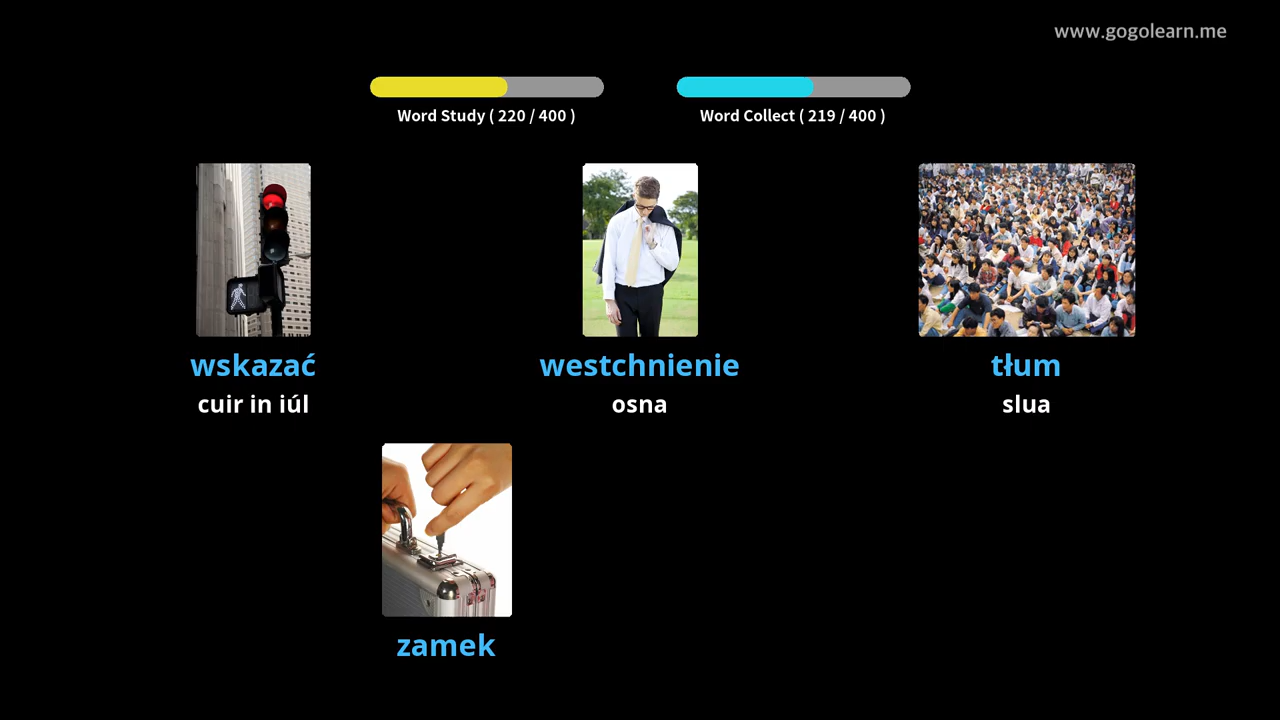 www.gogolearn.me
Word Study ( 220 / 400 )
Word Collect ( 219 / 400 )
wskazać
westchnienie
tłum
cuir in iúl
osna
slua
zamek